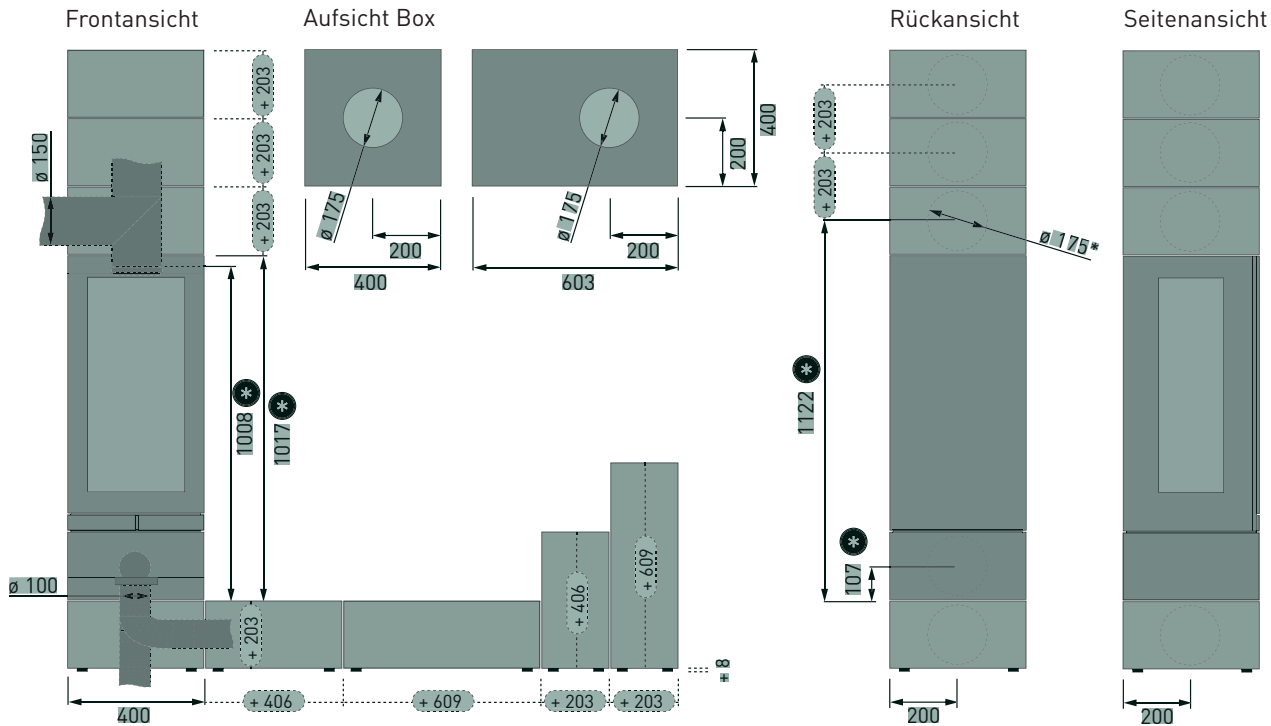 Frontansicht
Aufsicht Box
Rückansicht
Seitenansicht
+ 203
+ 203
+ 203
ø 150
1008
1017
ø 100
+ 203
400
+ 406
+ 609
+ 203
+ 203
+ 406
+ 609
+ 8
ø 175
200
400
ø 175
200
603
200
400
+ 203
+ 203
ø 175*
1122
107
200
200